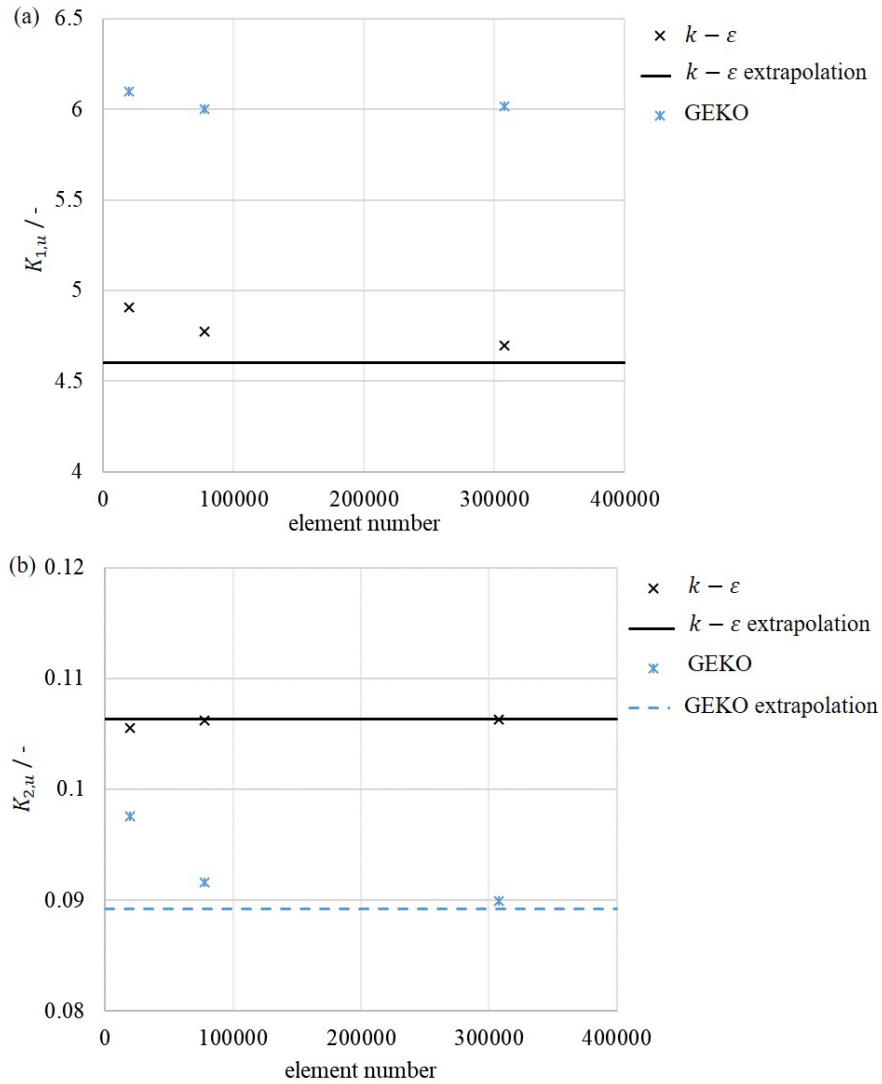 (a)
6.5
6
5.5
5
4.5
4
K1,u / -
0
100000
200000
300000
400000
element number
k − ε
k − ε extrapolation
GEKO
(b)
0.12
0.11
0.1
0.09
0.08
K2,u / -
0
100000
200000
300000
400000
element number
k − ε
k − ε extrapolation
GEKO
GEKO extrapolation